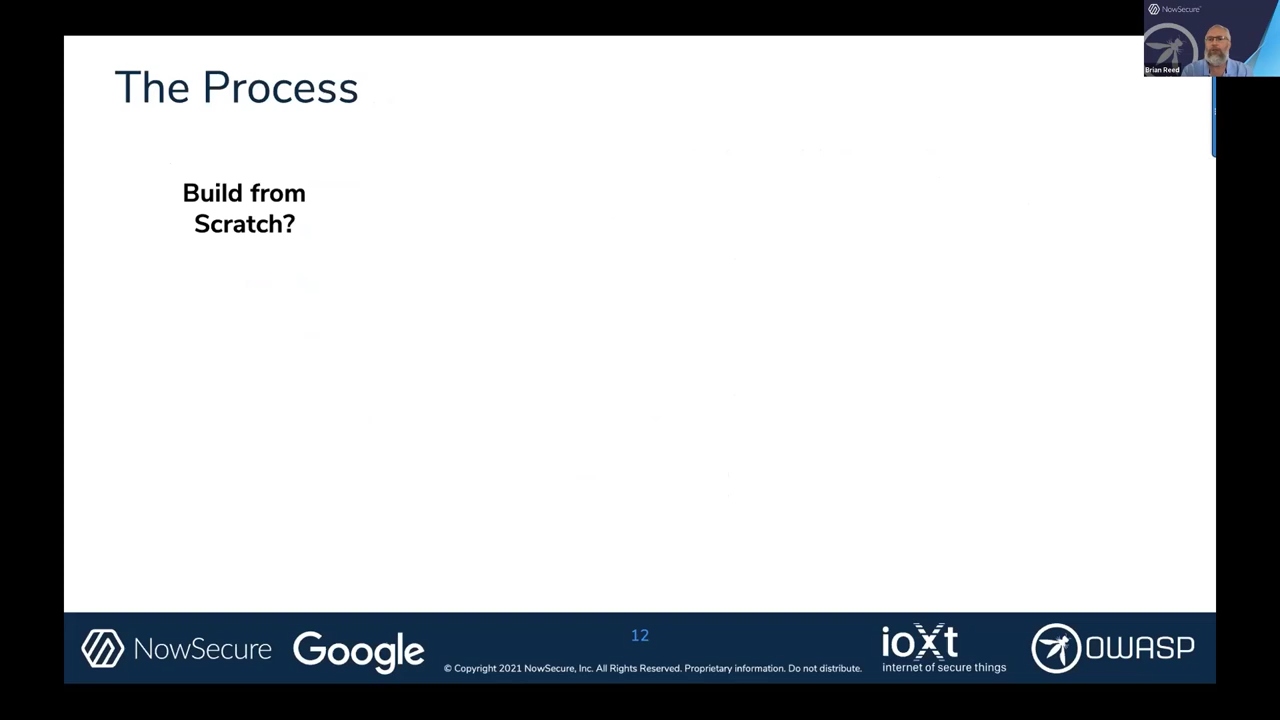 NowSecure
Brian Reed
The Process
Build from
Scratch?
NowSecure
Google
12
© Copyright 2021 NowSecure, Inc. All Rights Reserved. Proprietary information. Do not distribute.
ioXt
internet of secure things
OWASP